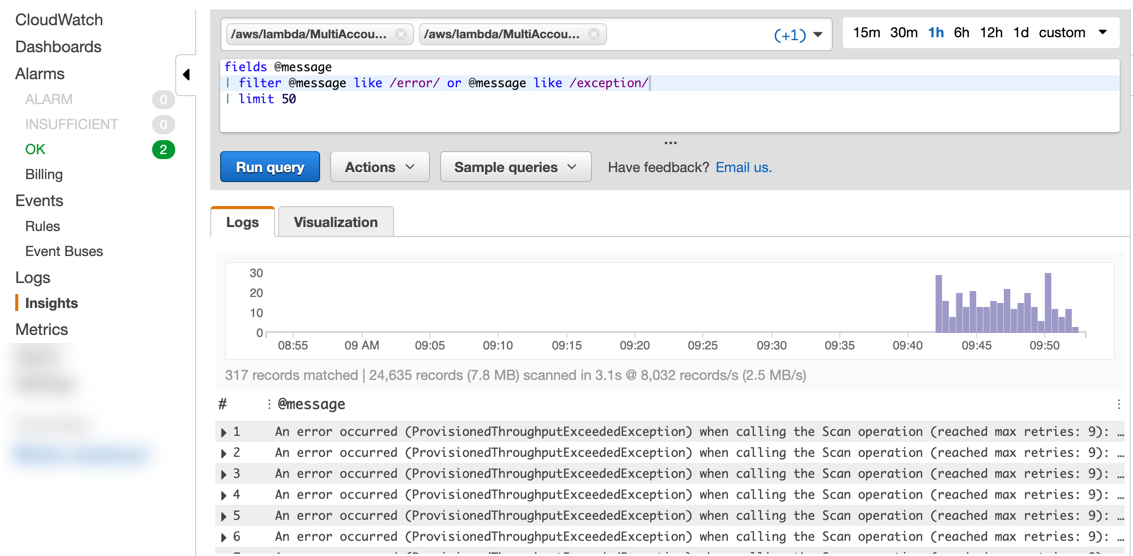 CloudWatch
Dashboards
Alarms
ALARM 0
INSUFFICIENT 0
OK 2
Billing
Events
Rules
Event Buses
Logs
Insights
Metrics
/aws/lambda/MultiAccou... /aws/lambda/MultiAccou... (+1)
15m 30m 1h 6h 12h 1d custom
fields @message
| filter @message like /error/ or @message like /exception/
| limit 50
Run query Actions Sample queries Have feedback? Email us.
Logs Visualization
30
20
10
0
08:55 09 AM 09:05 09:10 09:15 09:20 09:25 09:30 09:35 09:40 09:45 09:50
317 records matched | 24,635 records (7.8 MB) scanned in 3.1s @ 8,032 records/s (2.5 MB/s)
# @message
1 An error occurred (ProvisionedThroughputExceededException) when calling the Scan operation (reached max retries: 9): …
2 An error occurred (ProvisionedThroughputExceededException) when calling the Scan operation (reached max retries: 9): …
3 An error occurred (ProvisionedThroughputExceededException) when calling the Scan operation (reached max retries: 9): …
4 An error occurred (ProvisionedThroughputExceededException) when calling the Scan operation (reached max retries: 9): …
5 An error occurred (ProvisionedThroughputExceededException) when calling the Scan operation (reached max retries: 9): …
6 An error occurred (ProvisionedThroughputExceededException) when calling the Scan operation (reached max retries: 9): …